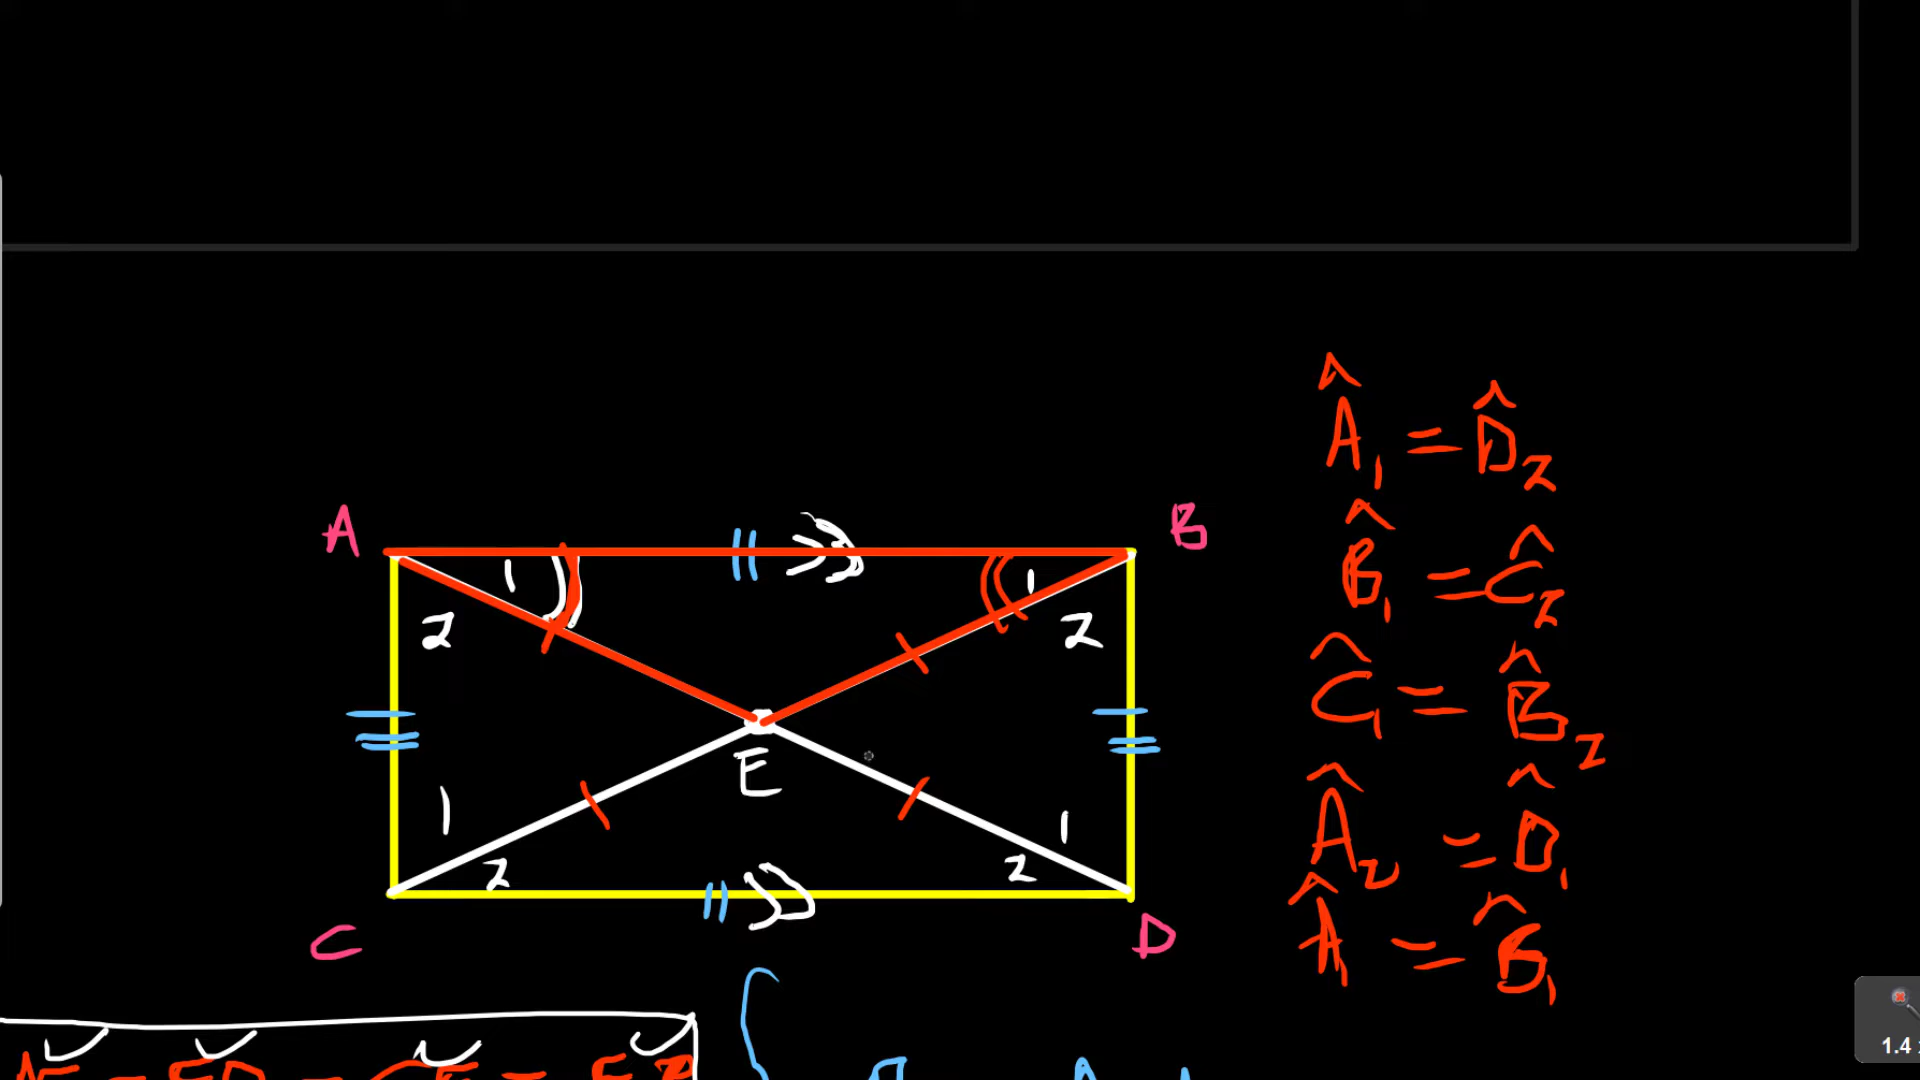 Â₁ = D̂₂
B̂₁ = Ĉ₂
Ĉ₁ = B̂₂
Â₂ = D̂₁
Â₁ = B̂₁
A B
1 1
2 2
E
1 1
2 2
C D
1.4